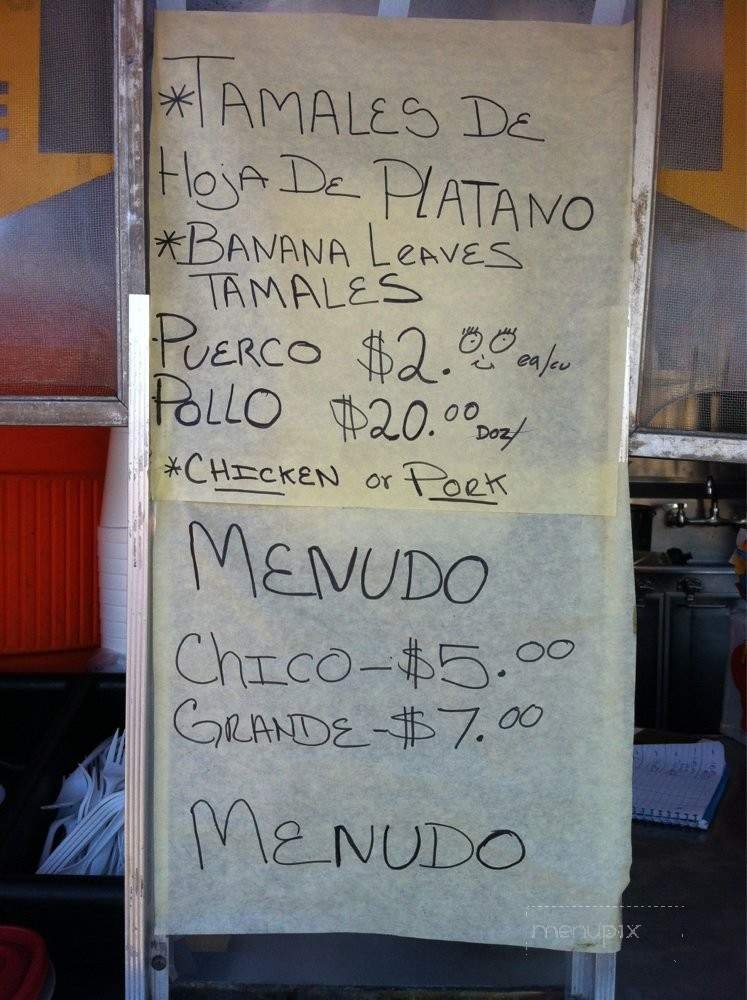 *TAMALES DE
HOJA DE PLATANO
*BANANA LEAVES
TAMALES
PUERCO $2.00 ea/cu
POLLO $20.00 DOZ/
*CHICKEN or PORK
MENUDO
CHICO-$5.00
GRANDE-$7.00
MENUDO
menupix